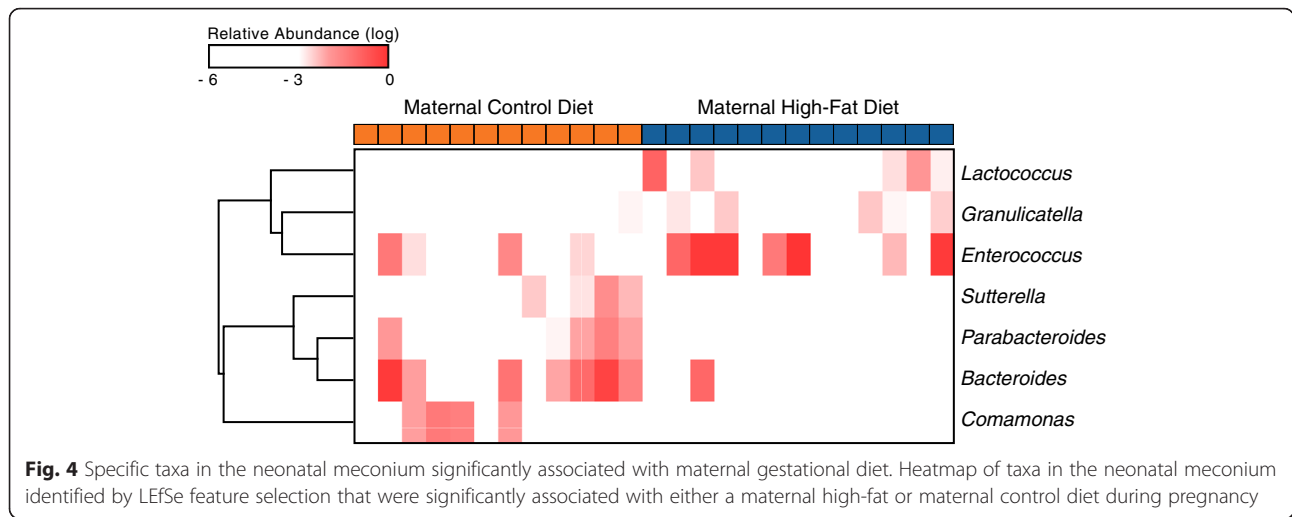 Relative Abundance (log)
- 6 - 3 0
Maternal Control Diet Maternal High-Fat Diet
Lactococcus
Granulicatella
Enterococcus
Sutterella
Parabacteroides
Bacteroides
Comamonas
Fig. 4 Specific taxa in the neonatal meconium significantly associated with maternal gestational diet. Heatmap of taxa in the neonatal meconium
identified by LEfSe feature selection that were significantly associated with either a maternal high-fat or maternal control diet during pregnancy